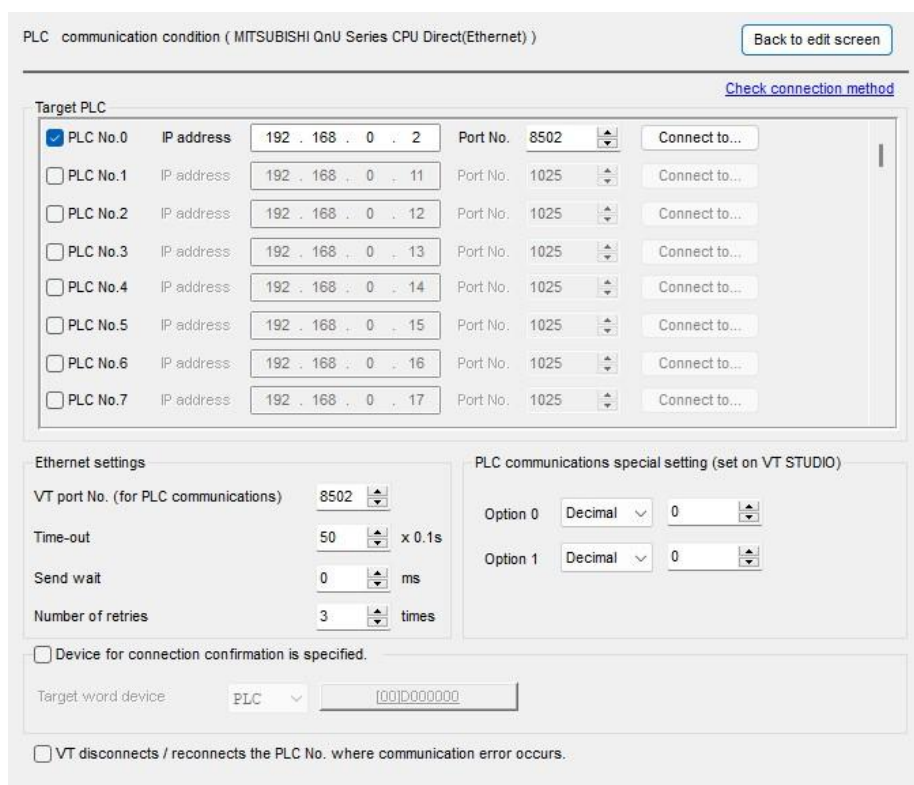 PLC communication condition ( MITSUBISHI QnU Series CPU Direct(Ethernet) )
Back to edit screen
Check connection method
Target PLC
PLC No.0 IP address 192 . 168 . 0 . 2 Port No. 8502 Connect to...
PLC No.1 IP address 192 . 168 . 0 . 11 Port No. 1025 Connect to...
PLC No.2 IP address 192 . 168 . 0 . 12 Port No. 1025 Connect to...
PLC No.3 IP address 192 . 168 . 0 . 13 Port No. 1025 Connect to...
PLC No.4 IP address 192 . 168 . 0 . 14 Port No. 1025 Connect to...
PLC No.5 IP address 192 . 168 . 0 . 15 Port No. 1025 Connect to...
PLC No.6 IP address 192 . 168 . 0 . 16 Port No. 1025 Connect to...
PLC No.7 IP address 192 . 168 . 0 . 17 Port No. 1025 Connect to...
Ethernet settings
VT port No. (for PLC communications) 8502
Time-out 50 x 0.1s
Send wait 0 ms
Number of retries 3 times
PLC communications special setting (set on VT STUDIO)
Option 0 Decimal 0
Option 1 Decimal 0
Device for connection confirmation is specified.
Target word device PLC [00]D000000
VT disconnects / reconnects the PLC No. where communication error occurs.